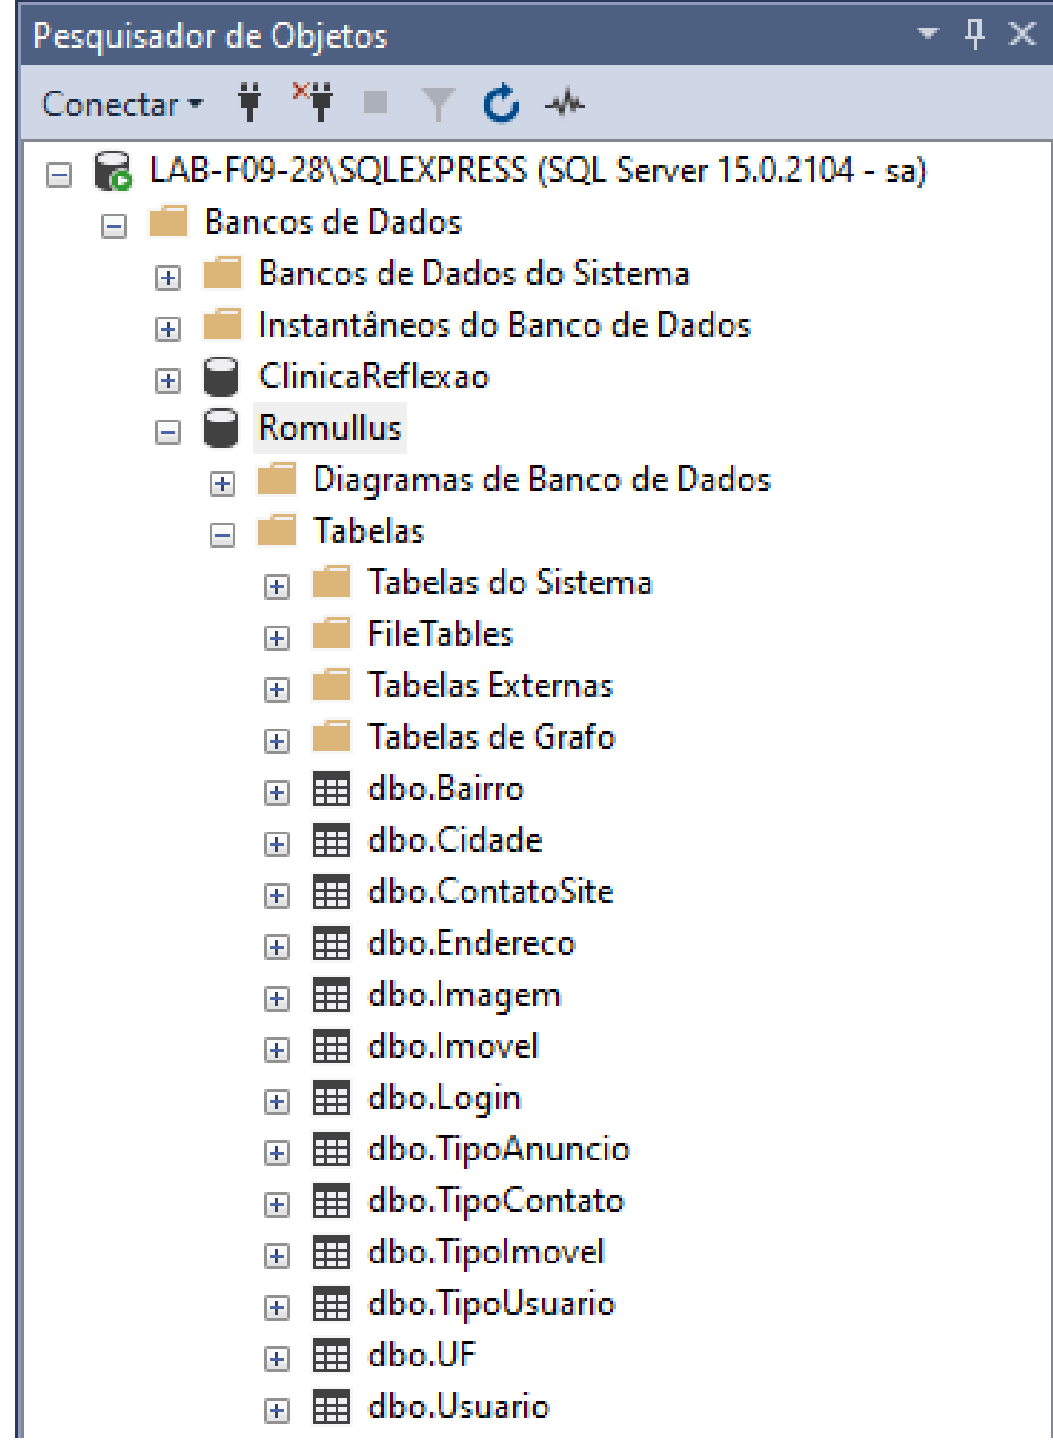 Pesquisador de Objetos
Conectar
LAB-F09-28\SQLEXPRESS (SQL Server 15.0.2104 - sa)
Bancos de Dados
Bancos de Dados do Sistema
Instantâneos do Banco de Dados
ClinicaReflexao
Romullus
Diagramas de Banco de Dados
Tabelas
Tabelas do Sistema
FileTables
Tabelas Externas
Tabelas de Grafo
dbo.Bairro
dbo.Cidade
dbo.ContatoSite
dbo.Endereco
dbo.Imagem
dbo.Imovel
dbo.Login
dbo.TipoAnuncio
dbo.TipoContato
dbo.TipoImovel
dbo.TipoUsuario
dbo.UF
dbo.Usuario